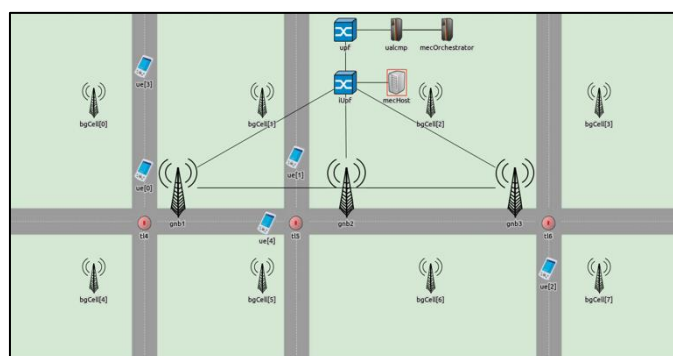 upf
ualcmp
mecOrchestrator
ue[3]
iUpf
mecHost
bgCell[0]
bgCell[1]
bgCell[2]
bgCell[3]
ue[0]
ue[1]
gnb1
gnb2
gnb3
tl4
ue[4]
tl5
tl6
ue[2]
bgCell[4]
bgCell[5]
bgCell[6]
bgCell[7]